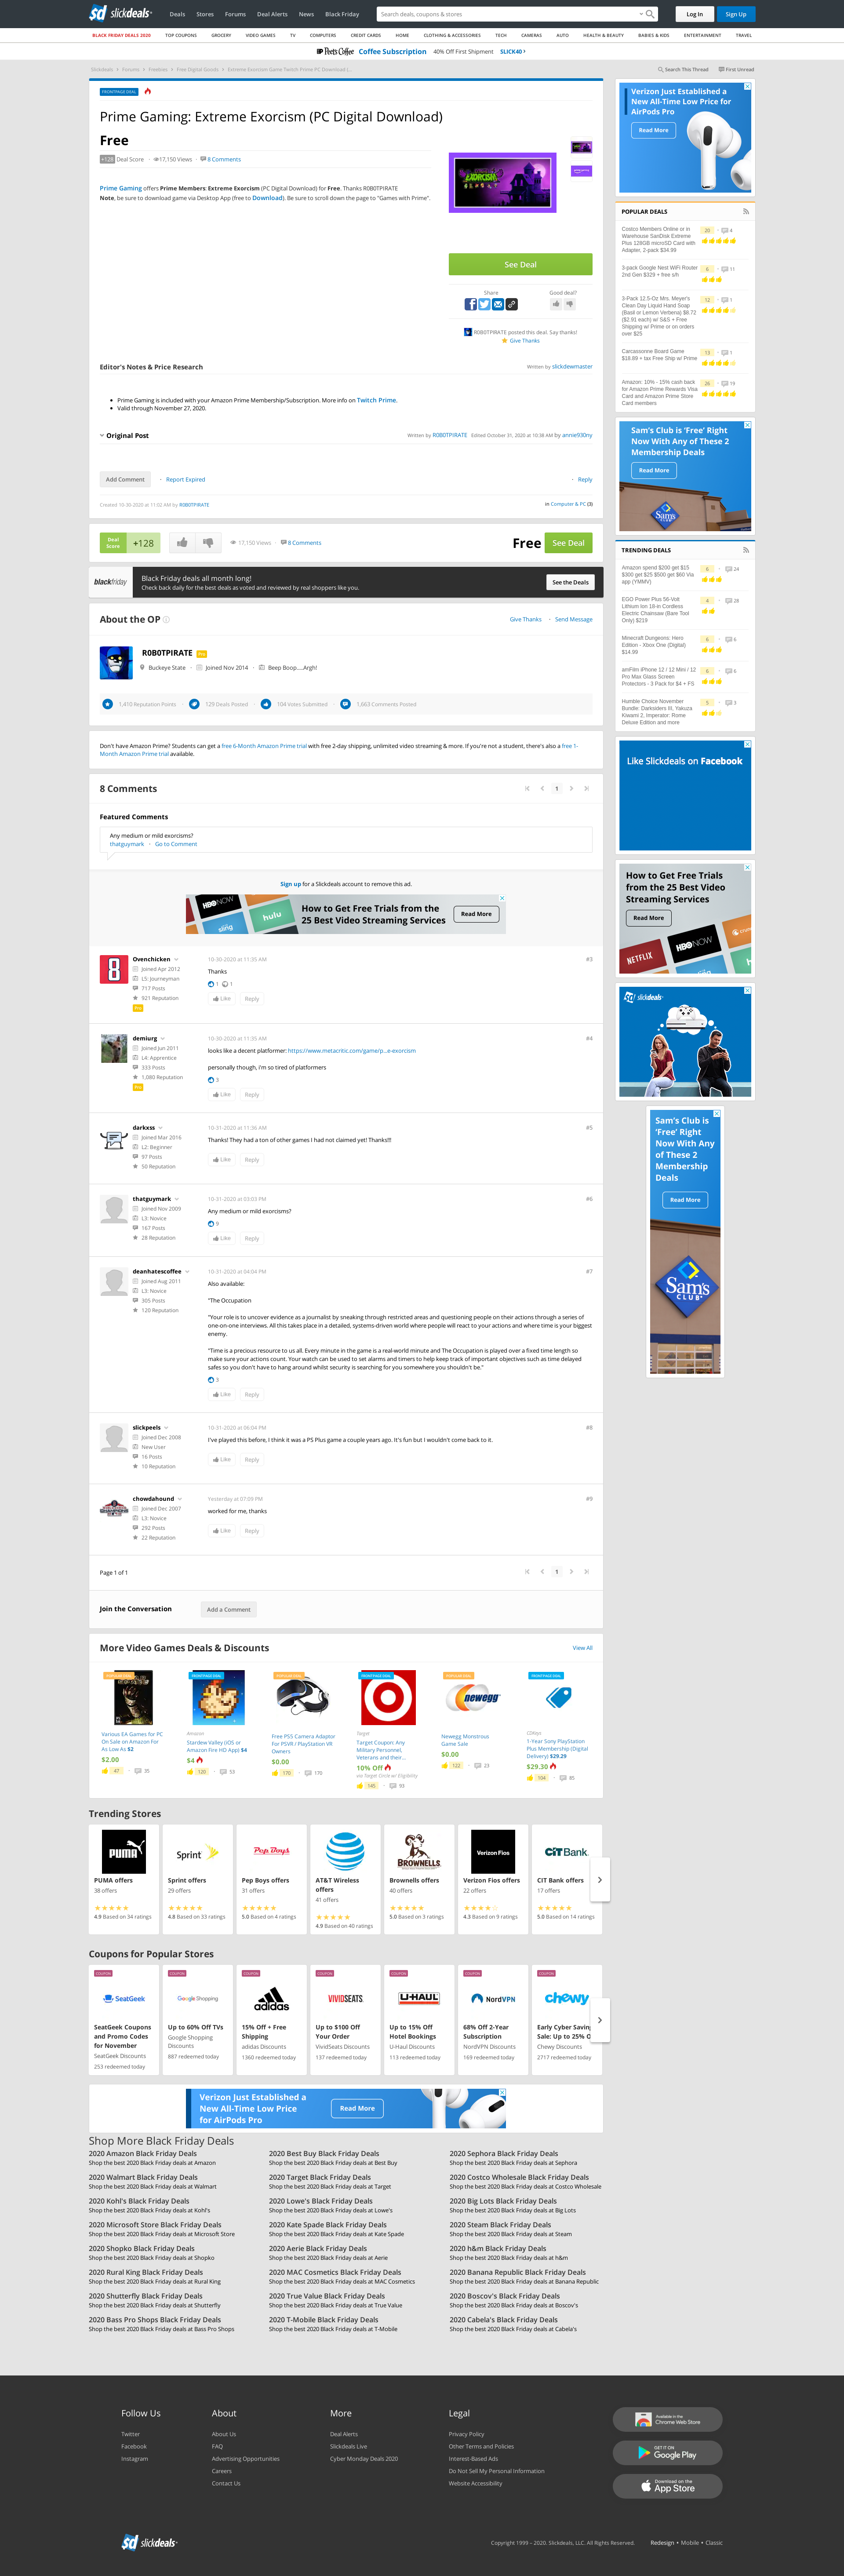 slickdeals
Deals Stores Forums Deal Alerts News Black Friday
Search deals, coupons & stores
Log In Sign Up
BLACK FRIDAY DEALS 2020 TOP COUPONS GROCERY VIDEO GAMES TV COMPUTERS CREDIT CARDS HOME CLOTHING & ACCESSORIES TECH CAMERAS AUTO HEALTH & BEAUTY BABIES & KIDS ENTERTAINMENT TRAVEL
Peet's Coffee Coffee Subscription 40% Off First Shipment SLICK40
Slickdeals Forums Freebies Free Digital Goods Extreme Exorcism Game Twitch Prime PC Download (...
Search This Thread First Unread
FRONTPAGE DEAL
Prime Gaming: Extreme Exorcism (PC Digital Download)
Free
+128 Deal Score 17,150 Views 8 Comments
Prime Gaming offers Prime Members: Extreme Exorcism (PC Digital Download) for Free. Thanks R0B0TPIRATE
Note, be sure to download game via Desktop App (free to Download). Be sure to scroll down the page to "Games with Prime".
See Deal
Share Good deal?
R0B0TPIRATE posted this deal. Say thanks!
Give Thanks
Editor's Notes & Price Research Written by slickdewmaster
Prime Gaming is included with your Amazon Prime Membership/Subscription. More info on Twitch Prime.
Valid through November 27, 2020.
Original Post Written by R0B0TPIRATE Edited October 31, 2020 at 10:38 AM by annie930ny
Add Comment Report Expired Reply
Created 10-30-2020 at 11:02 AM by R0B0TPIRATE in Computer & PC (3)
Deal Score +128 17,150 Views 8 Comments Free See Deal
blackfriday
Black Friday deals all month long!
Check back daily for the best deals as voted and reviewed by real shoppers like you.
See the Deals
About the OP Give Thanks Send Message
R0B0TPIRATE Pro
Buckeye State Joined Nov 2014 Beep Boop.....Argh!
1,410 Reputation Points 129 Deals Posted 104 Votes Submitted 1,663 Comments Posted
Don't have Amazon Prime? Students can get a free 6-Month Amazon Prime trial with free 2-day shipping, unlimited video streaming & more. If you're not a student, there's also a free 1-
Month Amazon Prime trial available.
8 Comments 1
Featured Comments
Any medium or mild exorcisms?
thatguymark Go to Comment
Sign up for a Slickdeals account to remove this ad.
HBO NOW
hulu
sling
How to Get Free Trials from the
25 Best Video Streaming Services
Read More
Ovenchicken 10-30-2020 at 11:35 AM #3
Joined Apr 2012
L5: Journeyman
717 Posts
921 Reputation
Pro
Thanks
1 1
Like Reply
demiurg 10-30-2020 at 11:35 AM #4
Joined Jun 2011
L4: Apprentice
333 Posts
1,080 Reputation
Pro
looks like a decent platformer: https://www.metacritic.com/game/p...e-exorcism
personally though, i'm so tired of platformers
3
Like Reply
darkxss 10-31-2020 at 11:36 AM #5
Joined Mar 2016
L2: Beginner
97 Posts
50 Reputation
Thanks! They had a ton of other games I had not claimed yet! Thanks!!!
Like Reply
thatguymark 10-31-2020 at 03:03 PM #6
Joined Nov 2009
L3: Novice
167 Posts
28 Reputation
Any medium or mild exorcisms?
9
Like Reply
deanhatescoffee 10-31-2020 at 04:04 PM #7
Joined Aug 2011
L3: Novice
305 Posts
120 Reputation
Also available:
"The Occupation
"Your role is to uncover evidence as a journalist by sneaking through restricted areas and questioning people on their actions through a series of
one-on-one interviews. All this takes place in a detailed, systems-driven world where people will react to your actions and where time is your biggest
enemy.
"Time is a precious resource to us all. Every minute in the game is a real-world minute and The Occupation is played over a fixed time length so
make sure your actions count. Your watch can be used to set alarms and timers to help keep track of important objectives such as time delayed
safes so you don't have to hang around whilst security is searching for you somewhere you shouldn't be."
3
Like Reply
slickpeels 10-31-2020 at 06:04 PM #8
Joined Dec 2008
New User
16 Posts
10 Reputation
I've played this before, I think it was a PS Plus game a couple years ago. It's fun but I wouldn't come back to it.
Like Reply
chowdahound Yesterday at 07:09 PM #9
Joined Dec 2007
L3: Novice
292 Posts
22 Reputation
worked for me, thanks
Like Reply
Page 1 of 1 1
Join the Conversation Add a Comment
More Video Games Deals & Discounts View All
POPULAR DEAL
Various EA Games for PC On Sale on Amazon For As Low As $2
$2.00
47 35
FRONTPAGE DEAL
Amazon
Stardew Valley (iOS or Amazon Fire HD App) $4
$4
120 53
POPULAR DEAL
Free PS5 Camera Adaptor For PSVR / PlayStation VR Owners
$0.00
170 170
FRONTPAGE DEAL
Target
Target Coupon: Any Military Personnel, Veterans and their...
10% Off
via Target Circle w/ Eligibility
145 93
POPULAR DEAL
newegg
Newegg Monstrous Game Sale
$0.00
122 23
FRONTPAGE DEAL
CDKeys
1-Year Sony PlayStation Plus Membership (Digital Delivery) $29.29
$29.30
104 85
Trending Stores
PUMA
PUMA offers
38 offers
4.9 Based on 34 ratings
Sprint
Sprint offers
29 offers
4.8 Based on 33 ratings
Pep Boys
Pep Boys offers
31 offers
5.0 Based on 4 ratings
AT&T
AT&T Wireless offers
41 offers
4.9 Based on 40 ratings
BROWNELLS
Brownells offers
40 offers
5.0 Based on 3 ratings
Verizon Fios
Verizon Fios offers
22 offers
4.3 Based on 9 ratings
CIT Bank
CIT Bank offers
17 offers
5.0 Based on 14 ratings
Coupons for Popular Stores
COUPON
SeatGeek
SeatGeek Coupons and Promo Codes for November
SeatGeek Discounts
253 redeemed today
COUPON
Google Shopping
Up to 60% Off TVs
Google Shopping Discounts
887 redeemed today
COUPON
adidas
15% Off + Free Shipping
adidas Discounts
1360 redeemed today
COUPON
VIVIDSEATS
Up to $100 Off Your Order
VividSeats Discounts
137 redeemed today
COUPON
U-HAUL
Up to 15% Off Hotel Bookings
U-Haul Discounts
113 redeemed today
COUPON
NordVPN
68% Off 2-Year Subscription
NordVPN Discounts
169 redeemed today
COUPON
chewy
Early Cyber Saving
Sale: Up to 25% O
Chewy Discounts
2717 redeemed today
Verizon Just Established a
New All-Time Low Price
for AirPods Pro
Read More
Shop More Black Friday Deals
2020 Amazon Black Friday Deals 2020 Best Buy Black Friday Deals 2020 Sephora Black Friday Deals
Shop the best 2020 Black Friday deals at Amazon Shop the best 2020 Black Friday deals at Best Buy Shop the best 2020 Black Friday deals at Sephora
2020 Walmart Black Friday Deals 2020 Target Black Friday Deals 2020 Costco Wholesale Black Friday Deals
Shop the best 2020 Black Friday deals at Walmart Shop the best 2020 Black Friday deals at Target Shop the best 2020 Black Friday deals at Costco Wholesale
2020 Kohl's Black Friday Deals 2020 Lowe's Black Friday Deals 2020 Big Lots Black Friday Deals
Shop the best 2020 Black Friday deals at Kohl's Shop the best 2020 Black Friday deals at Lowe's Shop the best 2020 Black Friday deals at Big Lots
2020 Microsoft Store Black Friday Deals 2020 Kate Spade Black Friday Deals 2020 Steam Black Friday Deals
Shop the best 2020 Black Friday deals at Microsoft Store Shop the best 2020 Black Friday deals at Kate Spade Shop the best 2020 Black Friday deals at Steam
2020 Shopko Black Friday Deals 2020 Aerie Black Friday Deals 2020 h&m Black Friday Deals
Shop the best 2020 Black Friday deals at Shopko Shop the best 2020 Black Friday deals at Aerie Shop the best 2020 Black Friday deals at h&m
2020 Rural King Black Friday Deals 2020 MAC Cosmetics Black Friday Deals 2020 Banana Republic Black Friday Deals
Shop the best 2020 Black Friday deals at Rural King Shop the best 2020 Black Friday deals at MAC Cosmetics Shop the best 2020 Black Friday deals at Banana Republic
2020 Shutterfly Black Friday Deals 2020 True Value Black Friday Deals 2020 Boscov's Black Friday Deals
Shop the best 2020 Black Friday deals at Shutterfly Shop the best 2020 Black Friday deals at True Value Shop the best 2020 Black Friday deals at Boscov's
2020 Bass Pro Shops Black Friday Deals 2020 T-Mobile Black Friday Deals 2020 Cabela's Black Friday Deals
Shop the best 2020 Black Friday deals at Bass Pro Shops Shop the best 2020 Black Friday deals at T-Mobile Shop the best 2020 Black Friday deals at Cabela's
Verizon Just Established a
New All-Time Low Price for
AirPods Pro
Read More
POPULAR DEALS
Costco Members Online or in
Warehouse SanDisk Extreme
Plus 128GB microSD Card with
Adapter, 2-pack $34.99
20 4
3-pack Google Nest WiFi Router
2nd Gen $329 + free s/h
6 11
3-Pack 12.5-Oz Mrs. Meyer's
Clean Day Liquid Hand Soap
(Basil or Lemon Verbena) $8.72
($2.91 each) w/ S&S + Free
Shipping w/ Prime or on orders
over $25
12 1
Carcassonne Board Game
$18.89 + tax Free Ship w/ Prime
13 1
Amazon: 10% - 15% cash back
for Amazon Prime Rewards Visa
Card and Amazon Prime Store
Card members
26 19
Sam's Club is 'Free' Right
Now With Any of These 2
Membership Deals
Read More
Sam's
TRENDING DEALS
Amazon spend $200 get $15
$300 get $25 $500 get $60 Via
app (YMMV)
6 24
EGO Power Plus 56-Volt
Lithium Ion 18-in Cordless
Electric Chainsaw (Bare Tool
Only) $219
4 28
Minecraft Dungeons: Hero
Edition - Xbox One (Digital)
$14.99
6 6
amFilm iPhone 12 / 12 Mini / 12
Pro Max Glass Screen
Protectors - 3 Pack for $4 + FS
6 6
Humble Choice November
Bundle: Darksiders III, Yakuza
Kiwami 2, Imperator: Rome
Deluxe Edition and more
5 3
Like Slickdeals on Facebook
How to Get Free Trials
from the 25 Best Video
Streaming Services
Read More
NETFLIX
HBO NOW
slickdeals
Sam's Club is
'Free' Right
Now With Any
of These 2
Membership
Deals
Read More
Sam's
CLUB
Follow Us
Twitter
Facebook
Instagram
About
About Us
FAQ
Advertising Opportunities
Careers
Contact Us
More
Deal Alerts
Slickdeals Live
Cyber Monday Deals 2020
Legal
Privacy Policy
Other Terms and Policies
Interest-Based Ads
Do Not Sell My Personal Information
Website Accessibility
Available in the
Chrome Web Store
GET IT ON
Google Play
Download on the
App Store
slickdeals
Copyright 1999 - 2020. Slickdeals, LLC. All Rights Reserved. Redesign • Mobile • Classic